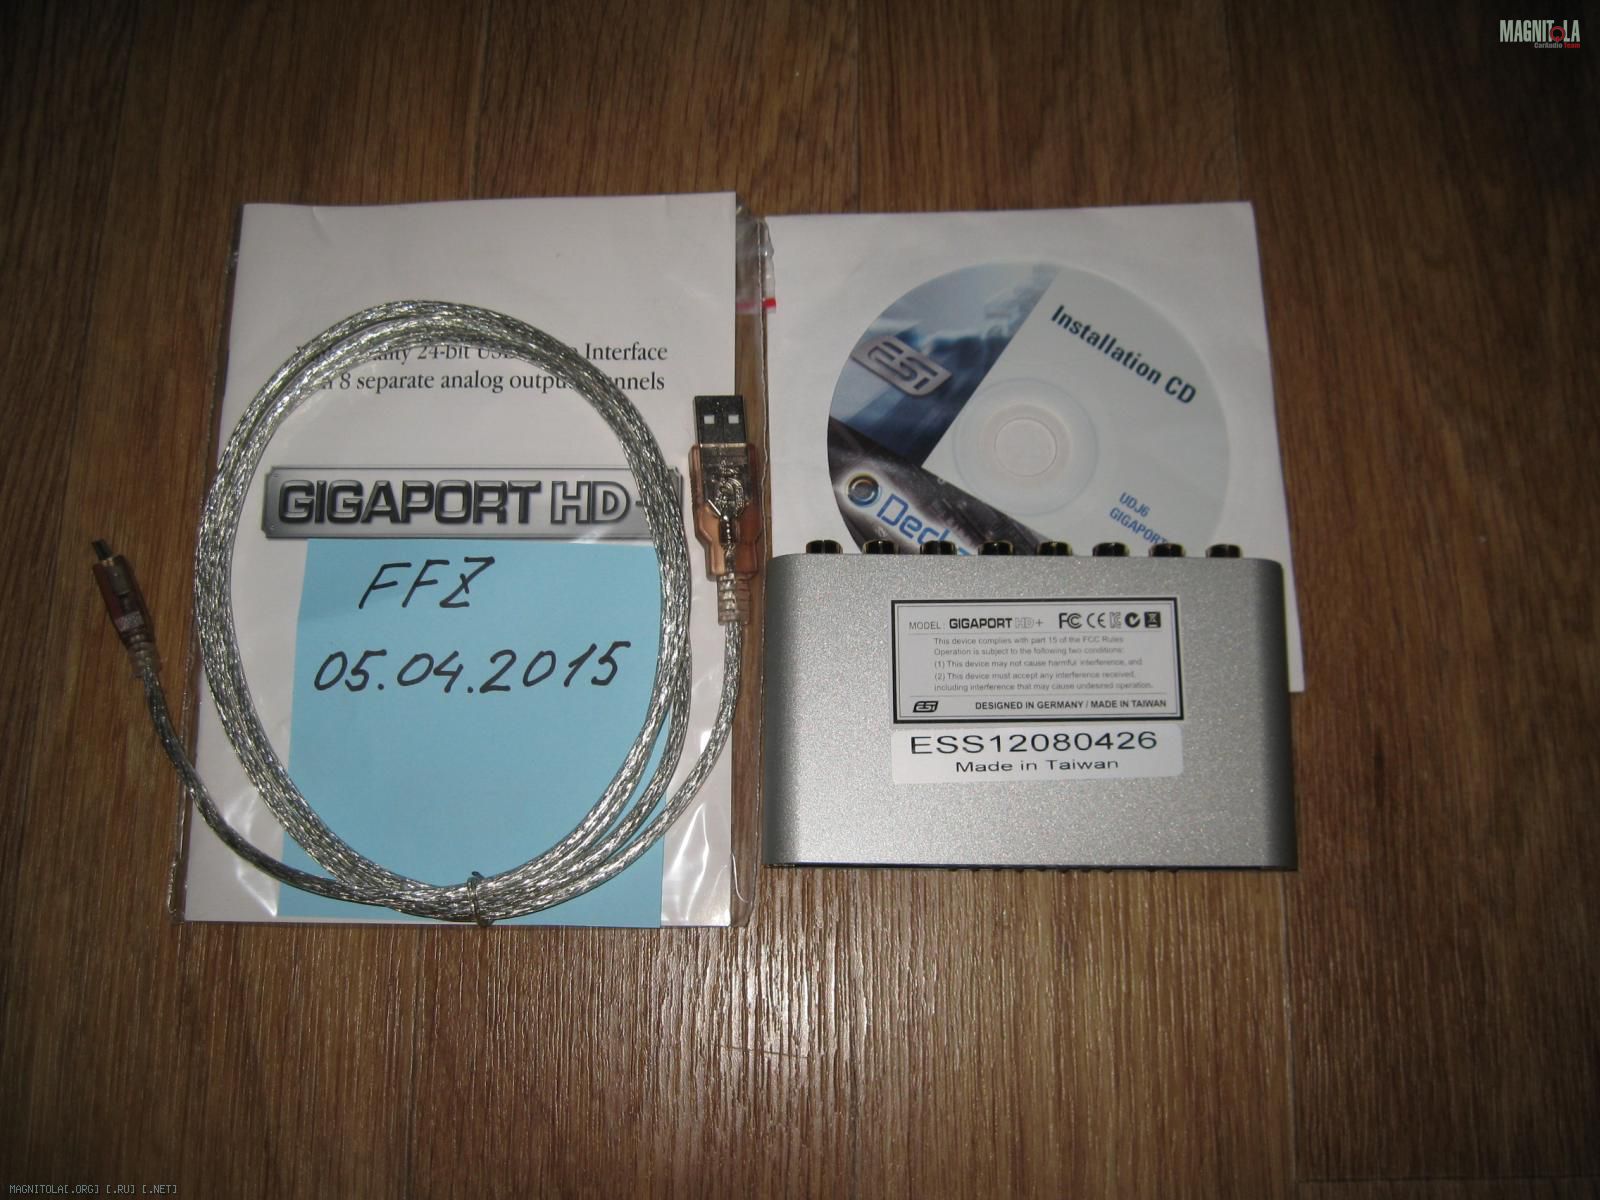 MAGNITOLA
CarAudio Team
24-bit Interface
8 separate analog
GIGAPORT HD+
FFZ
05.04.2015
ESI
Installation CD
UDJ6
GIGAPORT
MODEL: GIGAPORT HD+ FC CE
This device complies with part 15 of the FCC Rules
Operation is subject to the following two conditions:
(1) This device may not cause harmful interference, and
(2) This device must accept any interference received,
including interference that may cause undesired operation.
ESI DESIGNED IN GERMANY / MADE IN TAIWAN
ESS12080426
Made in Taiwan
MAGNITOLA[.ORG] [.RU] [.NET]